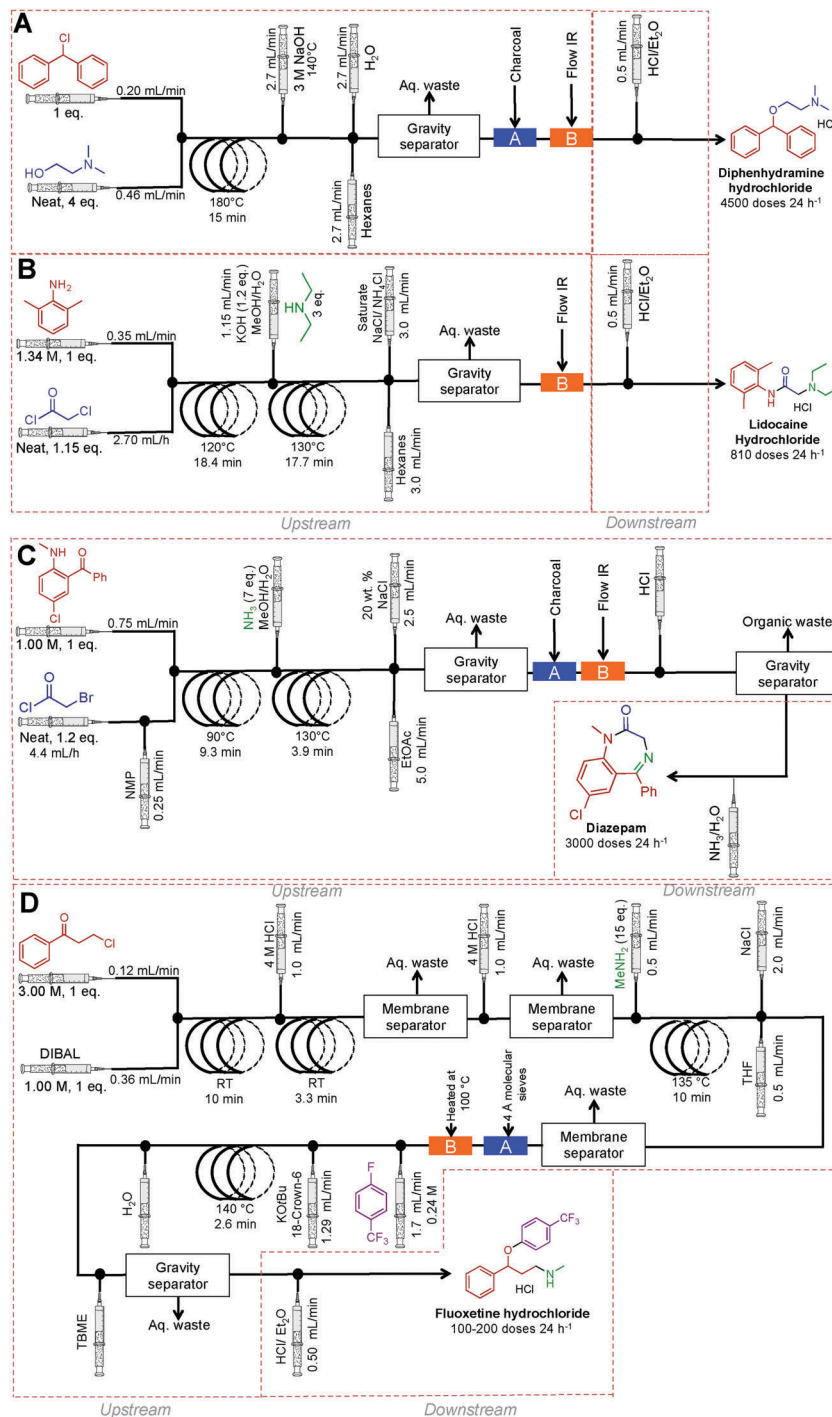 A
Cl
0.20 mL/min
1 eq.
HO
N
0.46 mL/min
Neat, 4 eq.
180°C
15 min
2.7 mL/min
3 M NaOH
140°C
2.7 mL/min
H2O
Hexanes
2.7 mL/min
Aq. waste
Gravity
separator
Charcoal
A
Flow IR
B
0.5 mL/min
HCl/Et2O
O
N
Diphenhydramine
hydrochloride
4500 doses 24 h-1
B
NH2
0.35 mL/min
1.34 M, 1 eq.
O
Cl
Cl
2.70 mL/h
Neat, 1.15 eq.
120°C
18.4 min
1.15 mL/min
KOH (1.2 eq.)
MeOH/H2O
HN
3 eq.
130°C
17.7 min
Saturate
NaCl/ NH4Cl
3.0 mL/min
Hexanes
3.0 mL/min
Aq. waste
Gravity
separator
Flow IR
B
0.5 mL/min
HCl/Et2O
O
N
N
H
HCl
Lidocaine
Hydrochloride
810 doses 24 h-1
Upstream
Downstream
C
NH
O
Ph
Cl
0.75 mL/min
1.00 M, 1 eq.
O
Cl
Br
Neat, 1.2 eq.
4.4 mL/h
NMP
0.25 mL/min
90°C
9.3 min
NH3 (7 eq.)
MeOH/H2O
130°C
3.9 min
20 wt. %
NaCl
2.5 mL/min
EtOAc
5.0 mL/min
Aq. waste
Gravity
separator
Charcoal
A
Flow IR
B
HCl
Organic waste
Gravity
separator
O
N
N
Cl
Ph
Diazepam
3000 doses 24 h-1
NH3/H2O
Upstream
Downstream
D
O
Cl
0.12 mL/min
3.00 M, 1 eq.
DIBAL
1.00 M, 1 eq.
0.36 mL/min
RT
10 min
4 M HCl
1.0 mL/min
RT
3.3 min
Aq. waste
Membrane
separator
4 M HCl
1.0 mL/min
Aq. waste
Membrane
separator
MeNH2 (15 eq.)
0.5 mL/min
135 °C
10 min
NaCl
2.0 mL/min
THF
0.5 mL/min
Aq. waste
Membrane
separator
4 A molecular
sieves
A
Heated at
100 °C
B
F
CF3
1.7 mL/min
0.24 M
KOtBu
18-Crown-6
1.29 mL/min
140 °C
2.6 min
H2O
TBME
Gravity
separator
Aq. waste
HCl/ Et2O
0.50 mL/min
CF3
O
N
H
HCl
Fluoxetine hydrochloride
100-200 doses 24 h-1
Upstream
Downstream